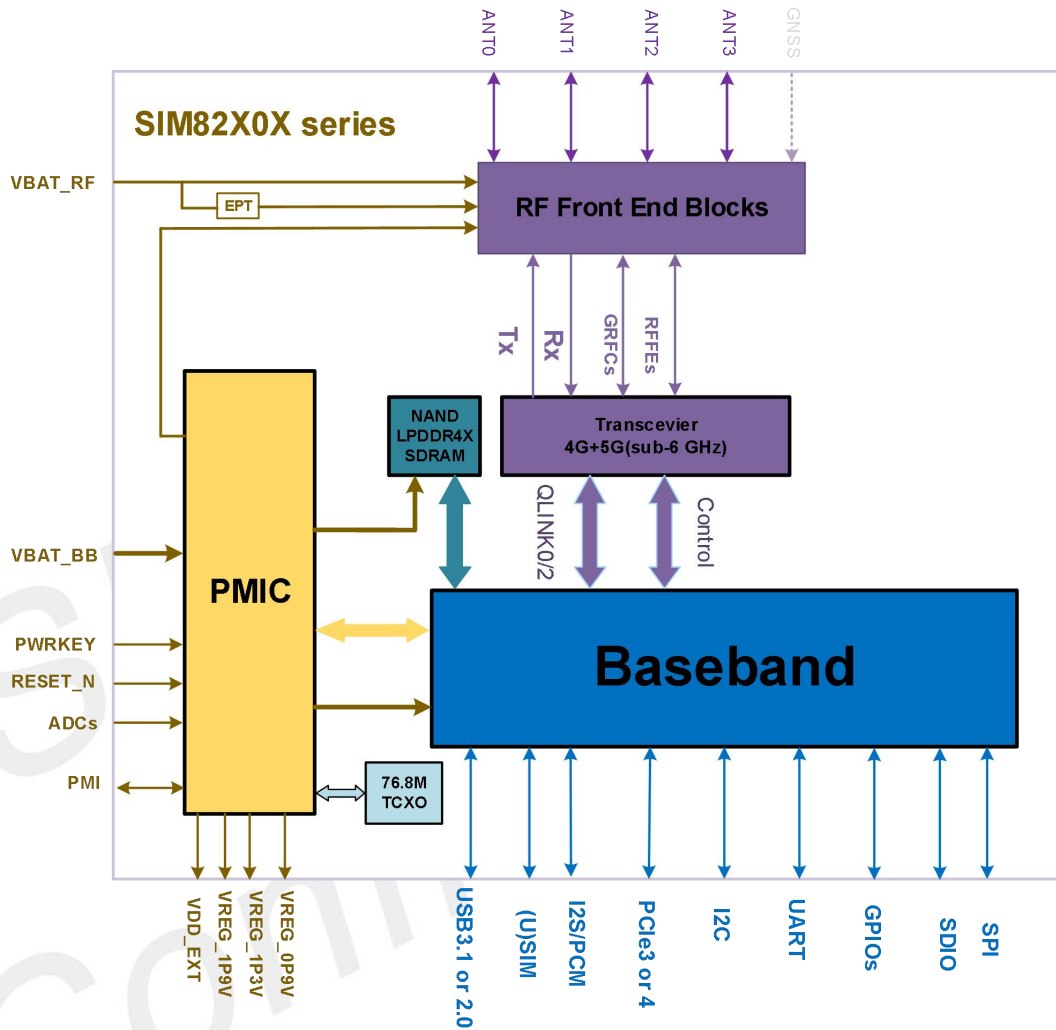 ANT0
ANT1
ANT2
ANT3
GNSS
SIM82X0X series
VBAT_RF
EPT
RF Front End Blocks
Tx
Rx
GRFCs
RFFEs
NAND
LPDDR4X
SDRAM
Transcevier
4G+5G(sub-6 GHz)
QLINK0/2
Control
VBAT_BB
PMIC
PWRKEY
RESET_N
ADCs
PMI
Baseband
76.8M
TCXO
VDD_EXT
VREG_1P9V
VREG_1P3V
VREG_0P9V
USB3.1 or 2.0
(U)SIM
I2S/PCM
PCIe3 or 4
I2C
UART
GPIOs
SDIO
SPI